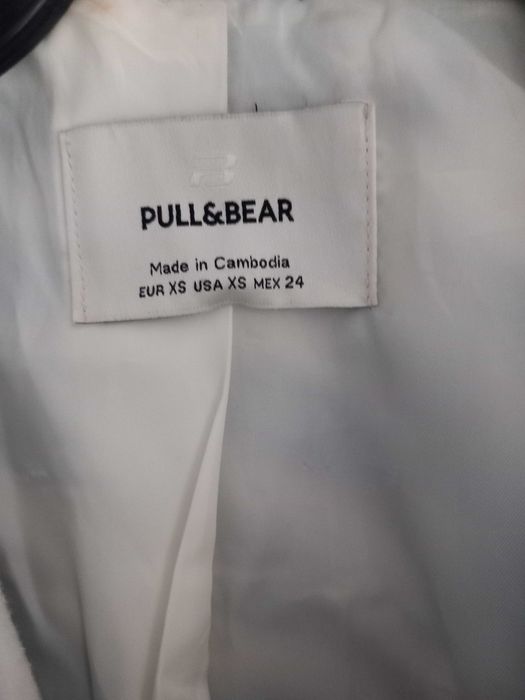 PULL&BEAR
Made in Cambodia
EUR XS USA XS MEX 24